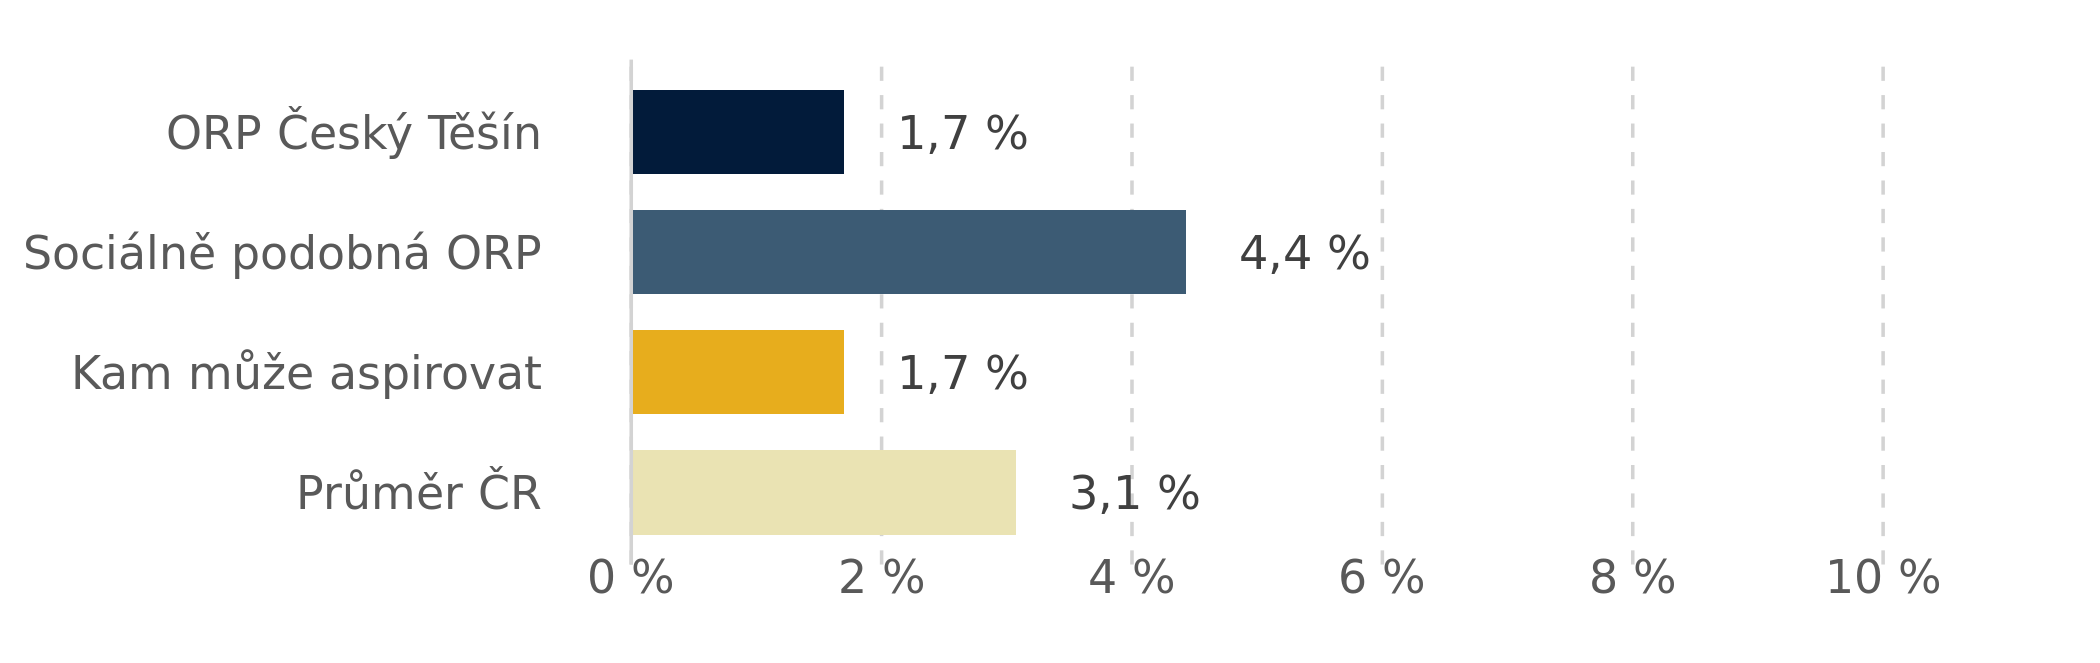 ORP Český Těšín 1,7 %
Sociálně podobná ORP 4,4 %
Kam může aspirovat 1,7 %
Průměr ČR 3,1 %
0 % 2 % 4 % 6 % 8 % 10 %